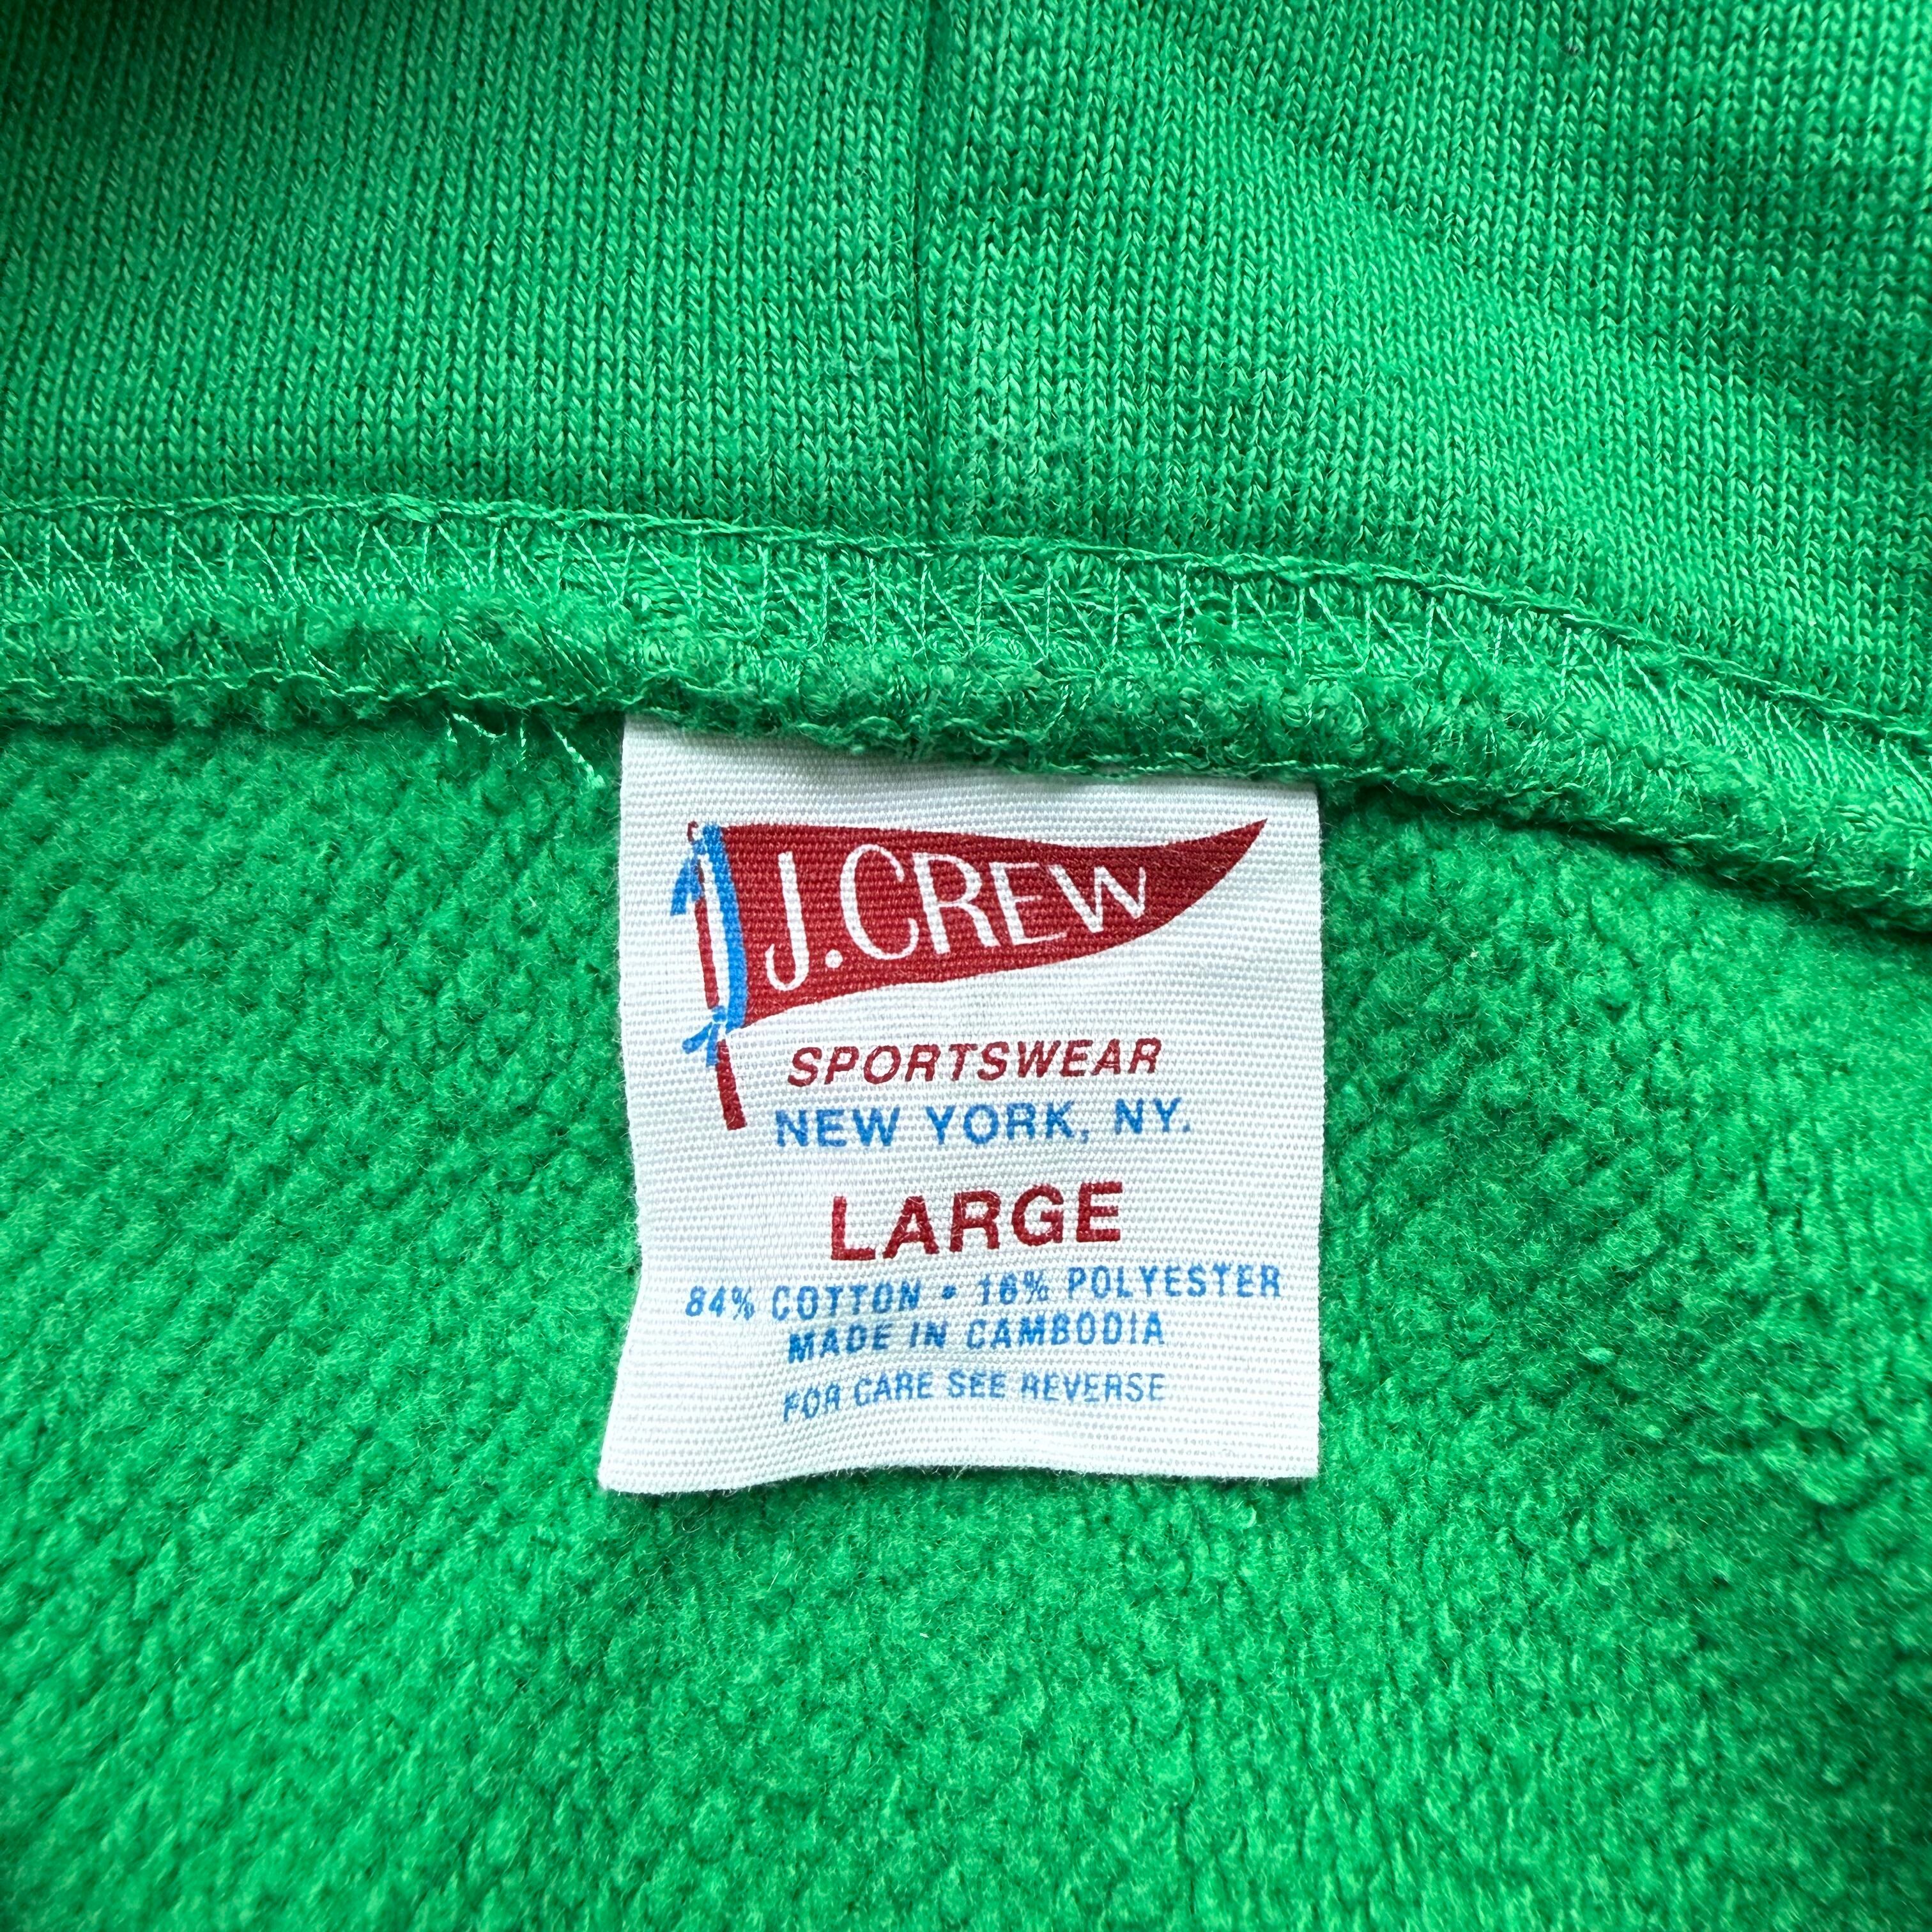 J.CREW
SPORTSWEAR
NEW YORK, NY.
LARGE
84% COTTON • 16% POLYESTER
MADE IN CAMBODIA
FOR CARE SEE REVERSE